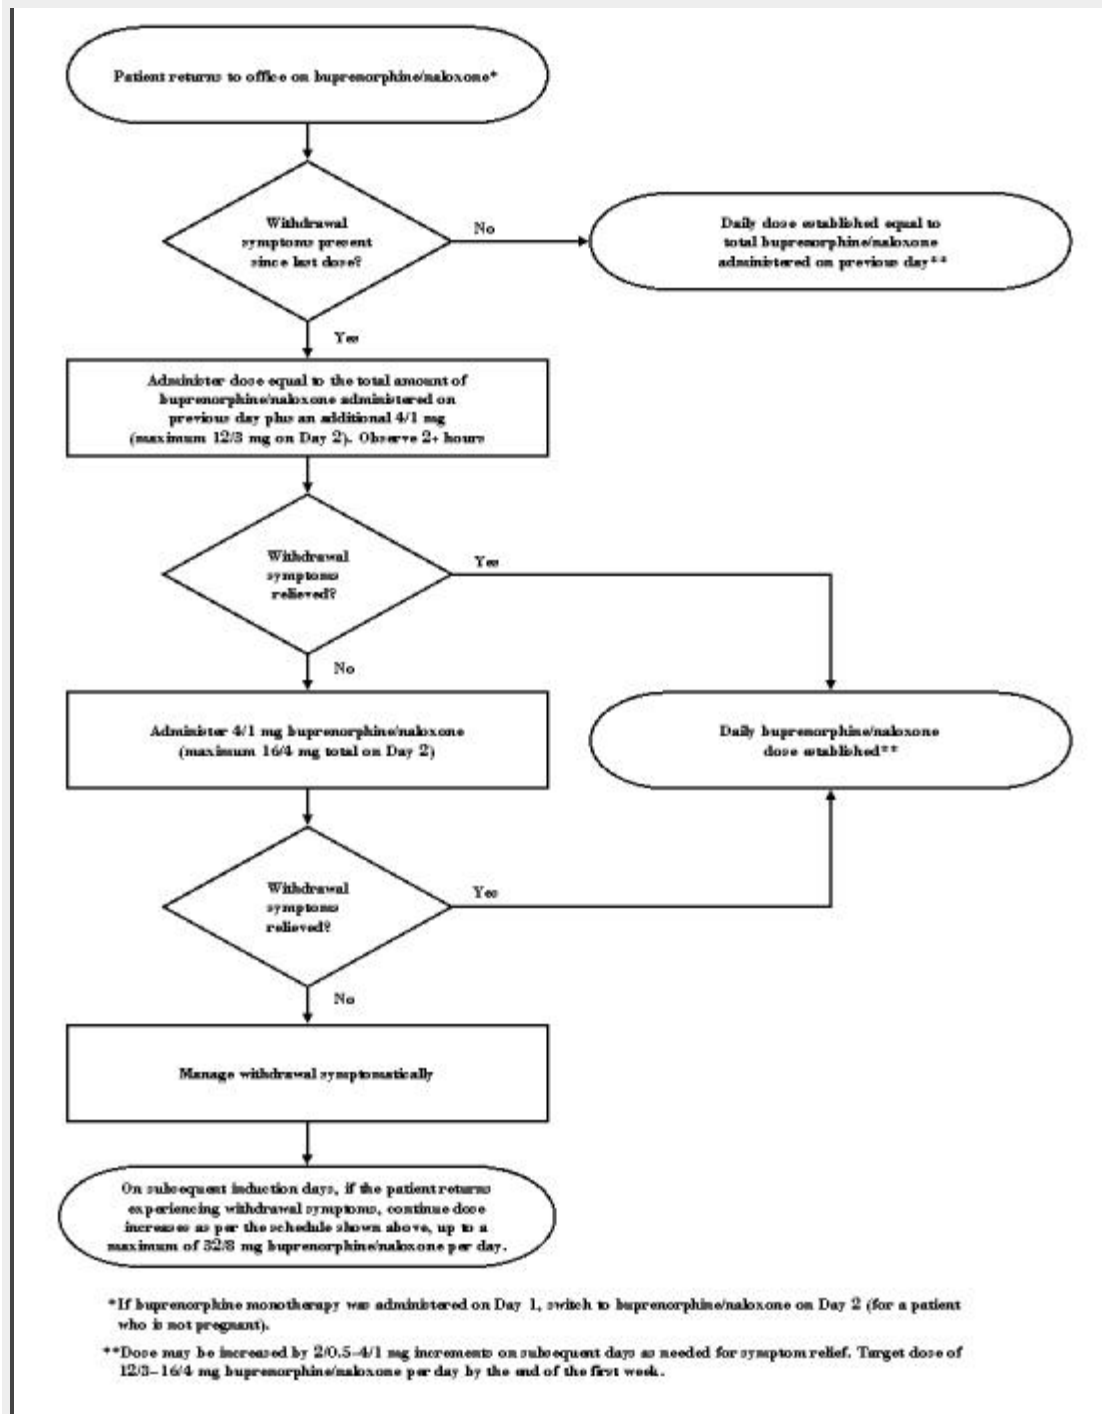 Patient returns to office on buprenorphine/naloxone*
Withdrawal
symptoms present
since last dose?
No
Daily dose established equal to
total buprenorphine/naloxone
administered on previous day**
Yes
Administer dose equal to the total amount of
buprenorphine/naloxone administered on
previous day plus an additional 4/1 mg
(maximum 12/3 mg on Day 2). Observe 2+ hours
Withdrawal
symptoms
relieved?
Yes
No
Administer 4/1 mg buprenorphine/naloxone
(maximum 16/4 mg total on Day 2)
Daily buprenorphine/naloxone
dose established**
Withdrawal
symptoms
relieved?
Yes
No
Manage withdrawal symptomatically
On subsequent induction days, if the patient returns
experiencing withdrawal symptoms, continue dose
increases as per the schedule shown above, up to a
maximum of 32/8 mg buprenorphine/naloxone per day.
*If buprenorphine monotherapy was administered on Day 1, switch to buprenorphine/naloxone on Day 2 (for a patient
who is not pregnant).
**Dose may be increased by 2/0.5–4/1 mg increments on subsequent days as needed for symptom relief. Target dose of
12/3–16/4 mg buprenorphine/naloxone per day by the end of the first week.